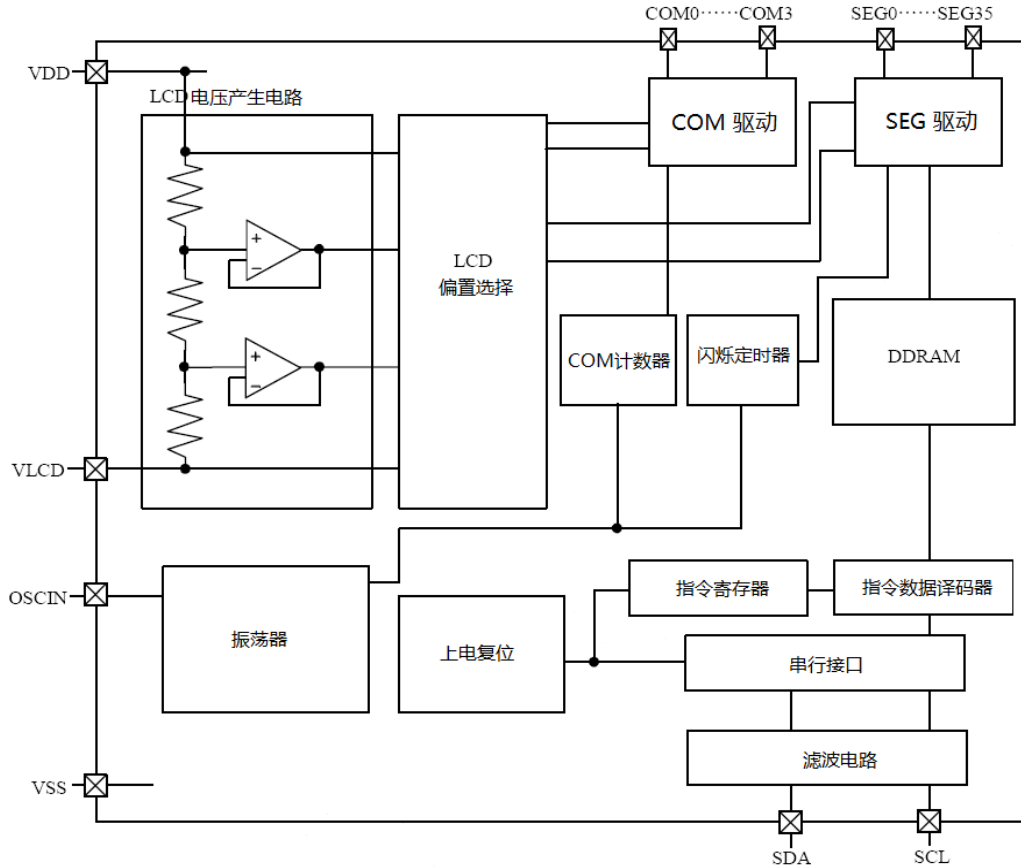 COM0······COM3
SEG0······SEG35
VDD
LCD 电压产生电路
COM 驱动
SEG 驱动
+
−
LCD
偏置选择
COM计数器
闪烁定时器
DDRAM
+
−
VLCD
OSCIN
振荡器
上电复位
指令寄存器
指令数据译码器
串行接口
滤波电路
VSS
SDA
SCL